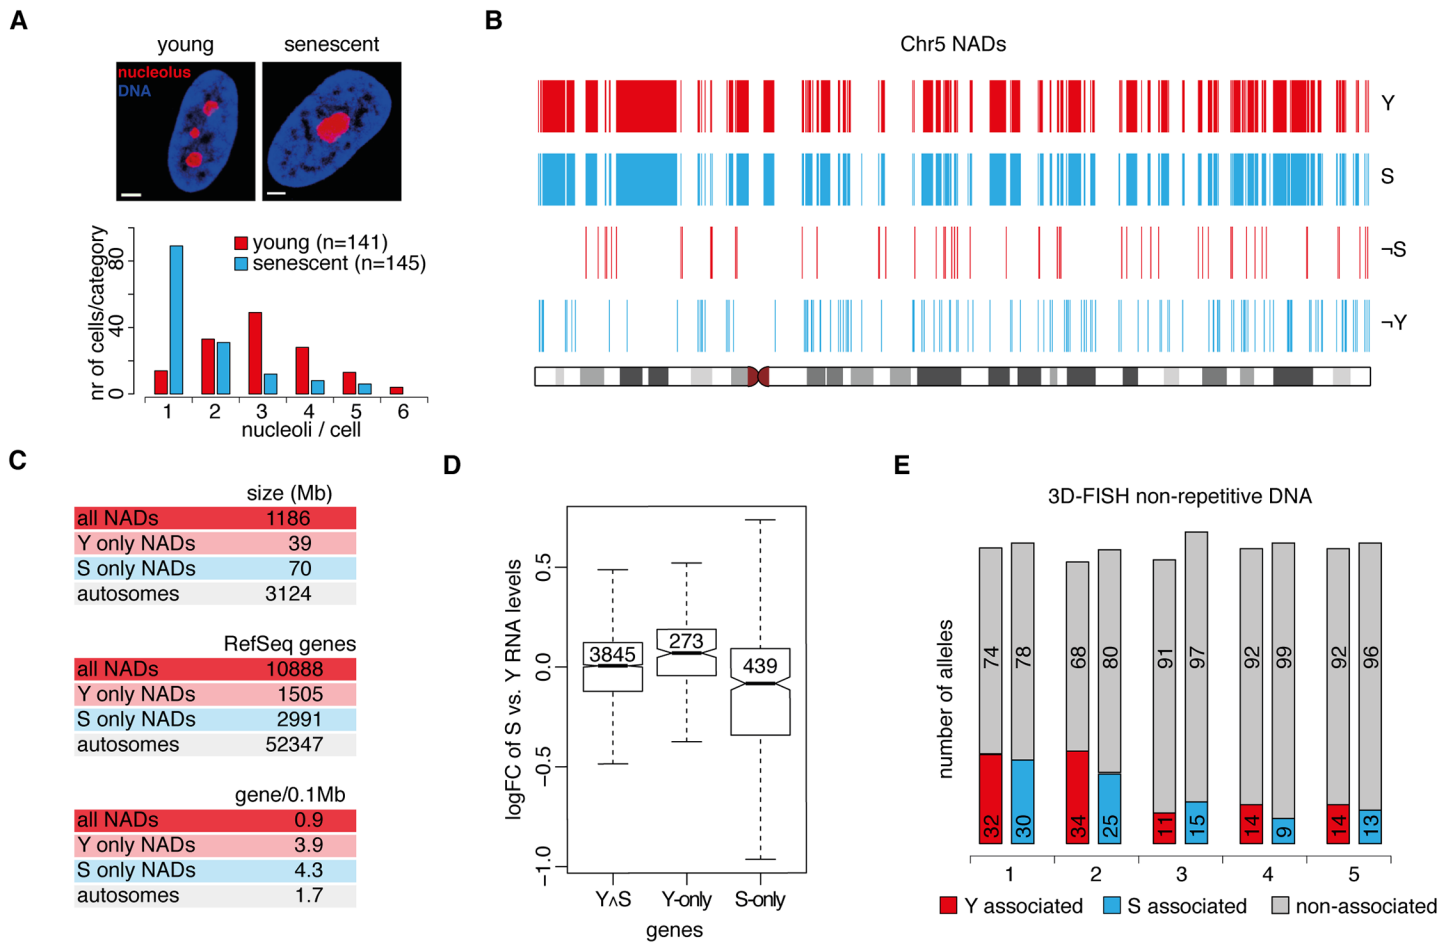 A
young senescent
nucleolus
DNA
nr of cells/category
80
40
0
young (n=141)
senescent (n=145)
1 2 3 4 5 6
nucleoli / cell
B
Chr5 NADs
Y
S
¬S
¬Y
C
size (Mb)
all NADs 1186
Y only NADs 39
S only NADs 70
autosomes 3124
RefSeq genes
all NADs 10888
Y only NADs 1505
S only NADs 2991
autosomes 52347
gene/0.1Mb
all NADs 0.9
Y only NADs 3.9
S only NADs 4.3
autosomes 1.7
D
logFC of S vs. Y RNA levels
0.5
0.0
−0.5
−1.0
3845 273 439
Y∧S Y-only S-only
genes
E
3D-FISH non-repetitive DNA
number of alleles
74 78 68 80 91 97 92 99 92 96
32 30 34 25 11 15 14 9 14 13
1 2 3 4 5
Y associated S associated non-associated